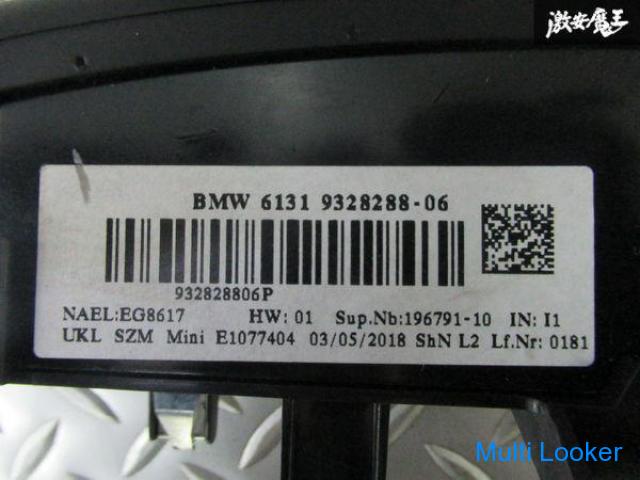 激安魔王
BMW 6131 9328288-06
932828806P
NAEL:EG8617 HW: 01 Sup.Nb:196791-10 IN: I1
UKL SZM Mini E1077404 03/05/2018 ShN L2 Lf.Nr: 0181
Multi Looker